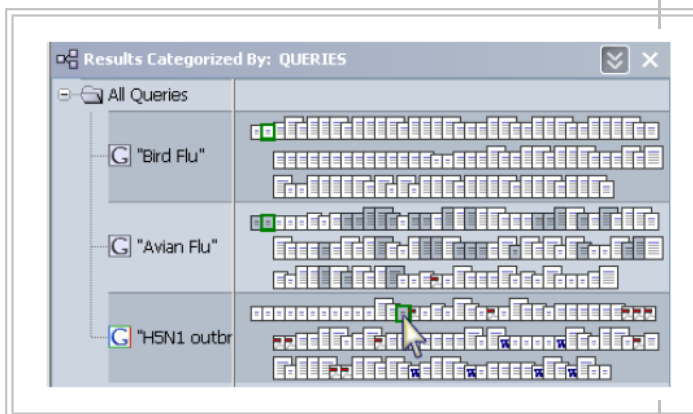 Results Categorized By: QUERIES
All Queries
G "Bird Flu"
G "Avian Flu"
G "H5N1 outbr